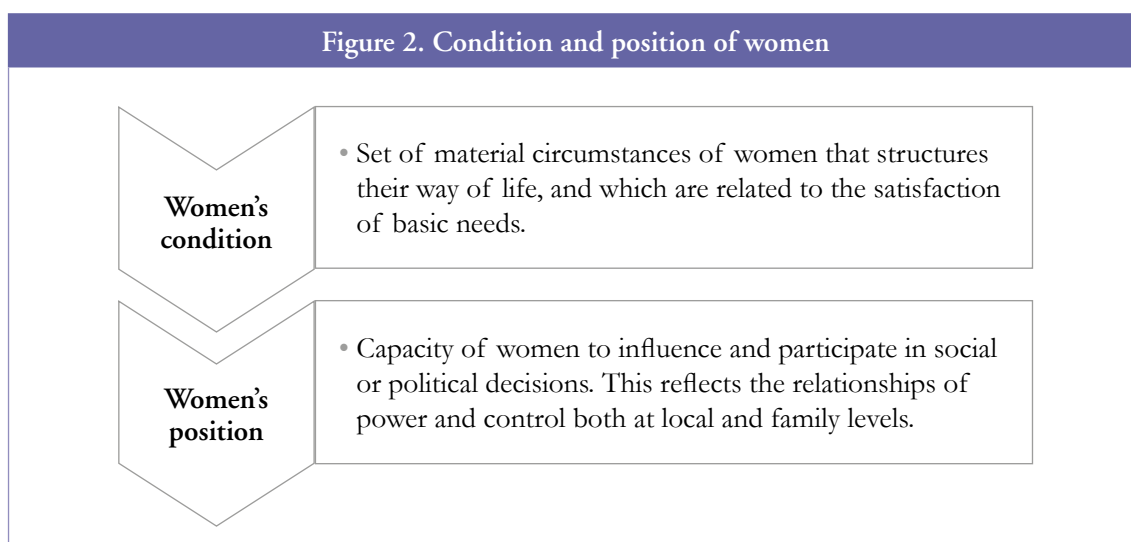 Figure 2. Condition and position of women
Women's
condition
• Set of material circumstances of women that structures
their way of life, and which are related to the satisfaction
of basic needs.
Women's
position
• Capacity of women to influence and participate in social
or political decisions. This reflects the relationships of
power and control both at local and family levels.